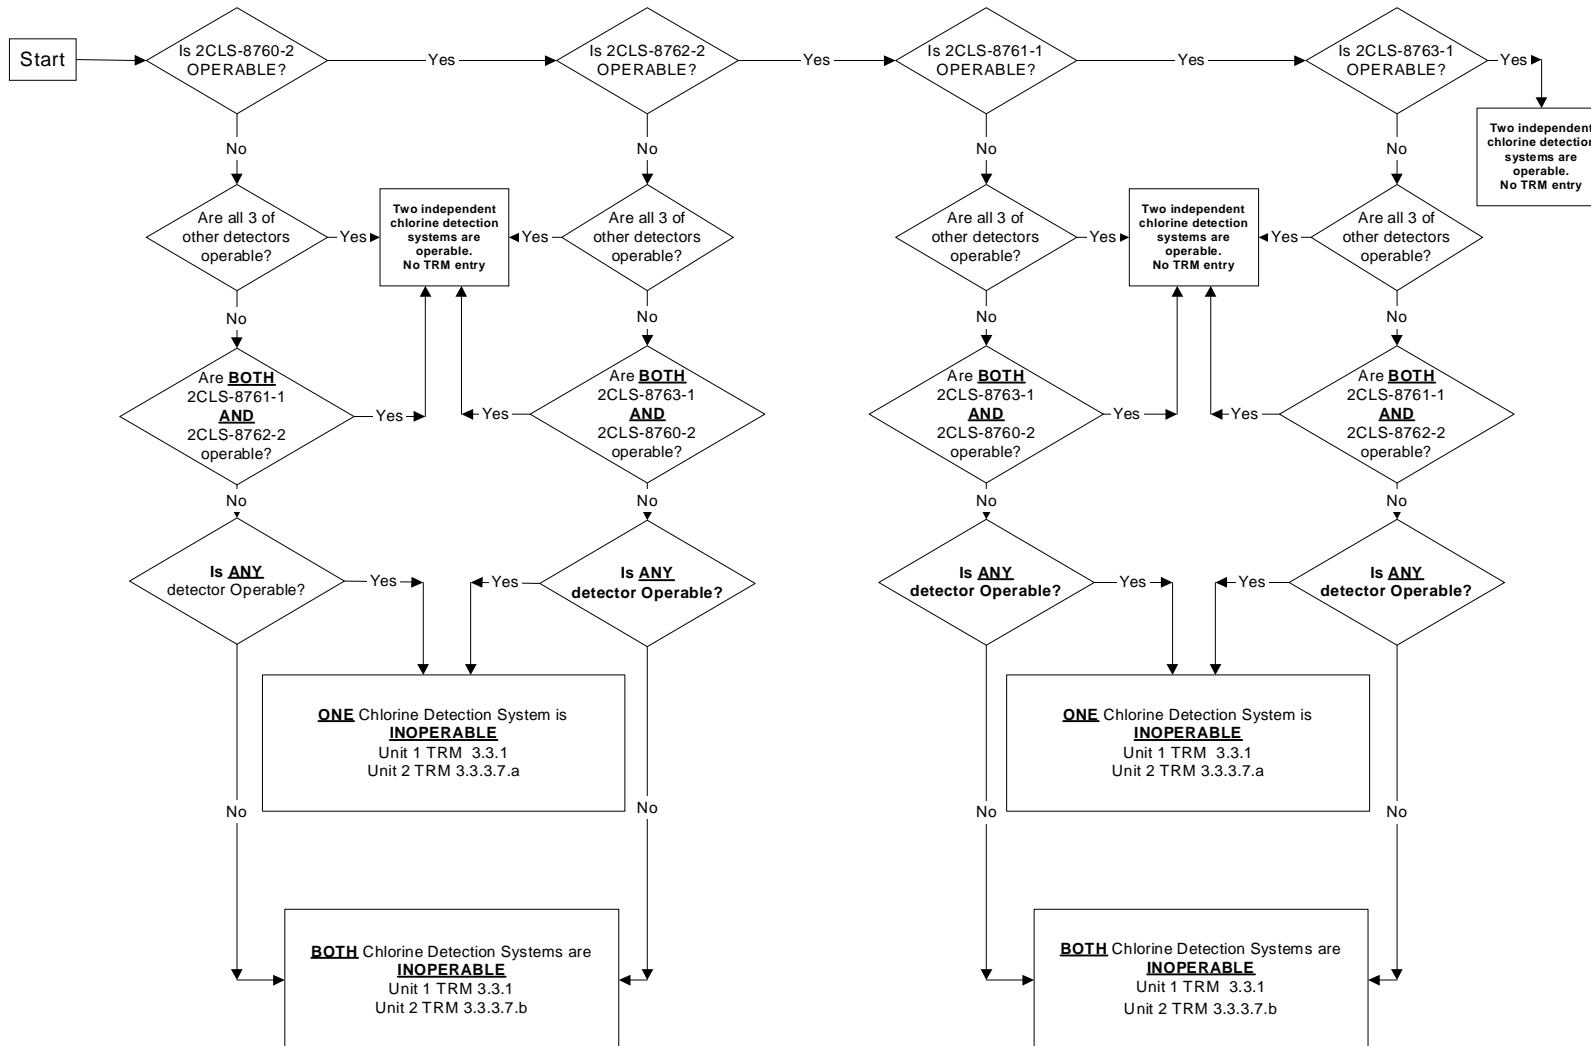 Start
Is 2CLS-8760-2
OPERABLE?
Yes
Is 2CLS-8762-2
OPERABLE?
Yes
Is 2CLS-8761-1
OPERABLE?
Yes
Is 2CLS-8763-1
OPERABLE?
Yes
Two independent
chlorine detection
systems are
operable.
No TRM entry
No
No
No
No
Are all 3 of
other detectors
operable?
Yes
Two independent
chlorine detection
systems are
operable.
No TRM entry
Yes
Are all 3 of
other detectors
operable?
Are all 3 of
other detectors
operable?
Yes
Two independent
chlorine detection
systems are
operable.
No TRM entry
Yes
Are all 3 of
other detectors
operable?
No
No
No
No
Are BOTH
2CLS-8761-1
AND
2CLS-8762-2
operable?
Yes
Yes
Are BOTH
2CLS-8763-1
AND
2CLS-8760-2
operable?
Are BOTH
2CLS-8763-1
AND
2CLS-8760-2
operable?
Yes
Yes
Are BOTH
2CLS-8761-1
AND
2CLS-8762-2
operable?
No
No
No
No
Is ANY
detector Operable?
Yes
Yes
Is ANY
detector Operable?
Is ANY
detector Operable?
Yes
Yes
Is ANY
detector Operable?
ONE Chlorine Detection System is
INOPERABLE
Unit 1 TRM 3.3.1
Unit 2 TRM 3.3.3.7.a
ONE Chlorine Detection System is
INOPERABLE
Unit 1 TRM 3.3.1
Unit 2 TRM 3.3.3.7.a
No
No
No
No
BOTH Chlorine Detection Systems are
INOPERABLE
Unit 1 TRM 3.3.1
Unit 2 TRM 3.3.3.7.b
BOTH Chlorine Detection Systems are
INOPERABLE
Unit 1 TRM 3.3.1
Unit 2 TRM 3.3.3.7.b